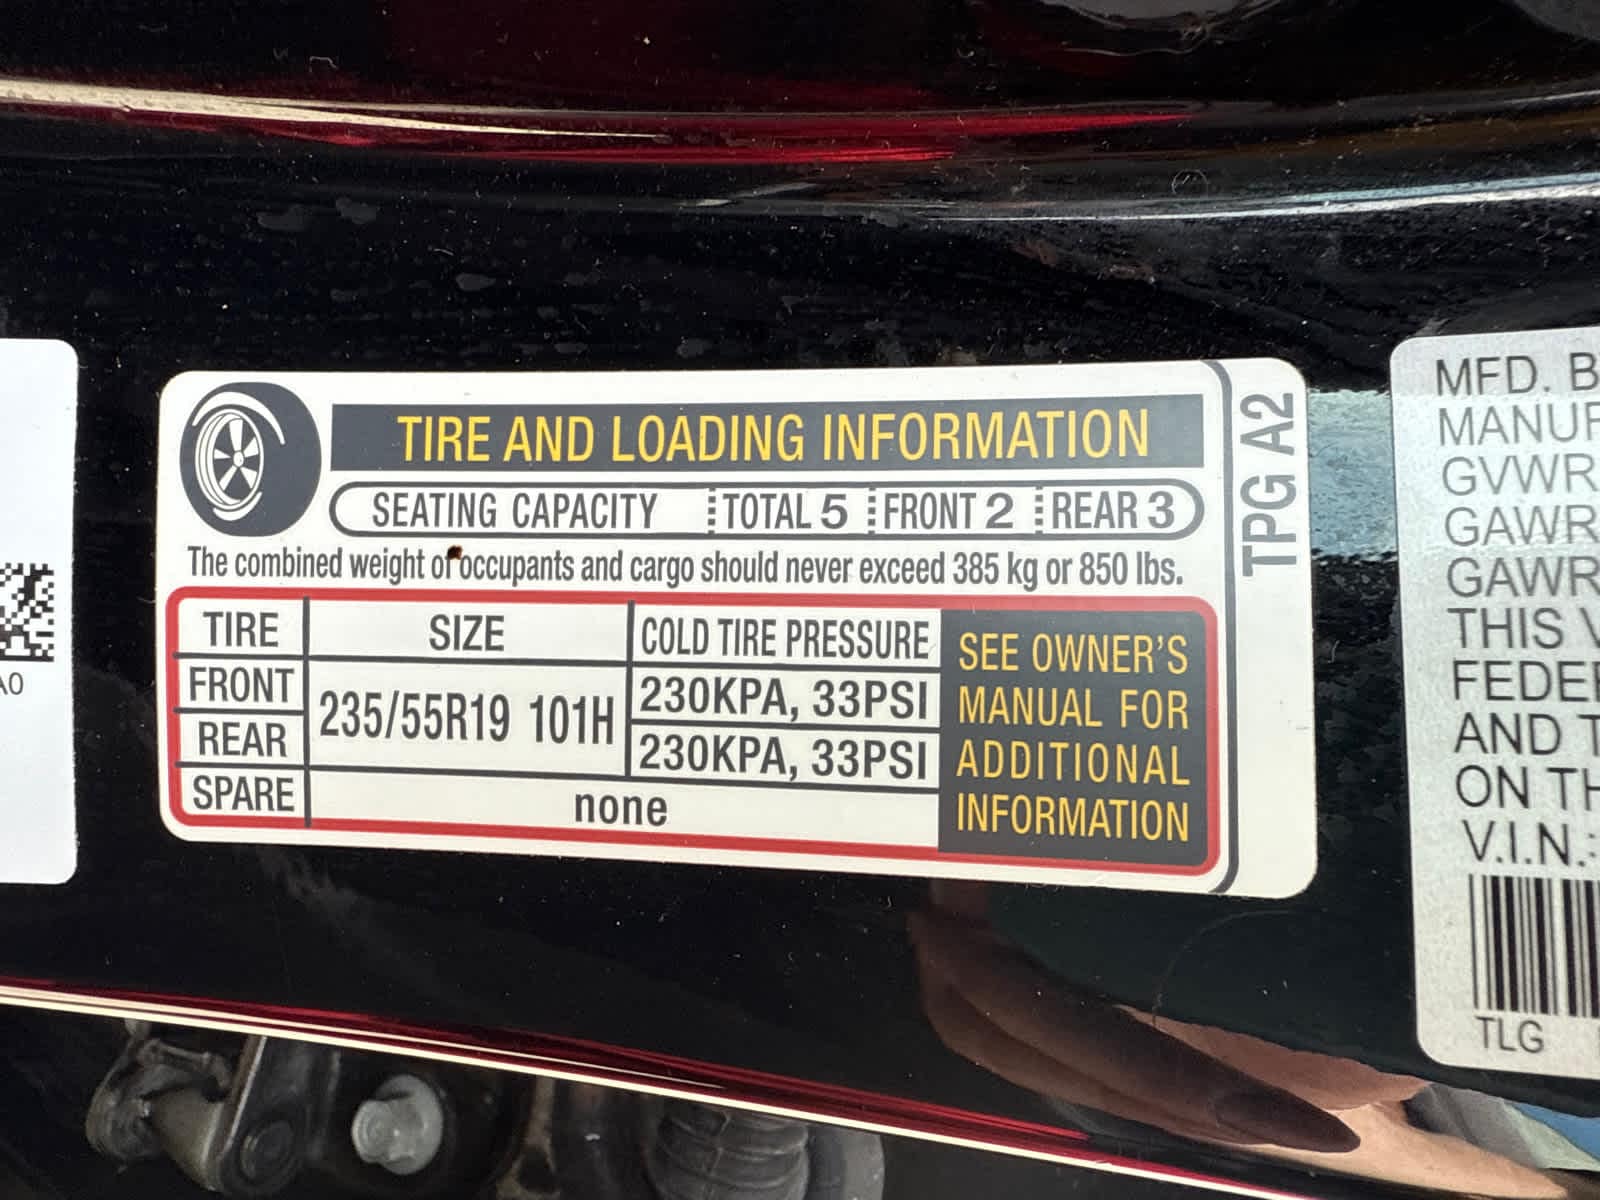 TIRE AND LOADING INFORMATION
SEATING CAPACITY TOTAL 5 FRONT 2 REAR 3
The combined weight of occupants and cargo should never exceed 385 kg or 850 lbs.
TIRE SIZE COLD TIRE PRESSURE
FRONT 235/55R19 101H 230KPA, 33PSI
REAR 230KPA, 33PSI
SPARE none
SEE OWNER'S
MANUAL FOR
ADDITIONAL
INFORMATION
TPG A2
A0
MFD. B
MANUF
GVWR
GAWR
GAWR
THIS V
FEDE
AND T
ON TH
V.I.N.:
TLG